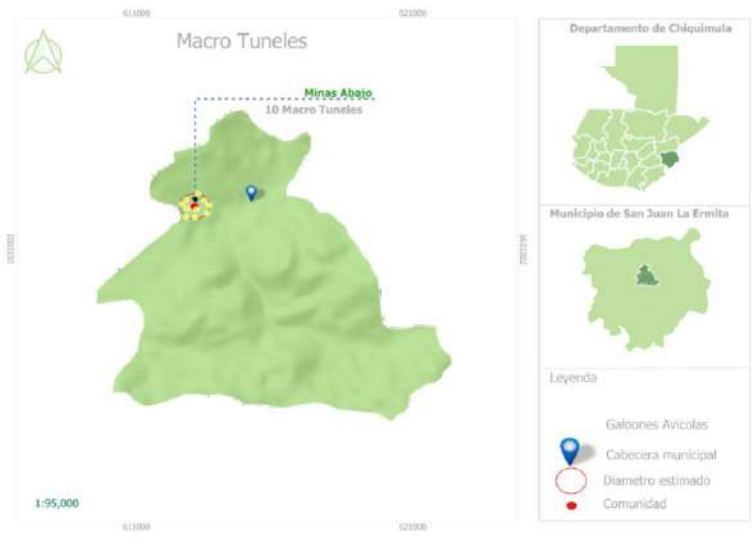 611000
621000
Macro Tuneles
Minas Abajo
10 Macro Tuneles
1:95,000
611000
621000
Departamento de Chiquimula
Municipio de San Juan La Ermita
Leyenda
Galpones Avicolas
Cabecera municipal
Diametro estimado
Comunidad